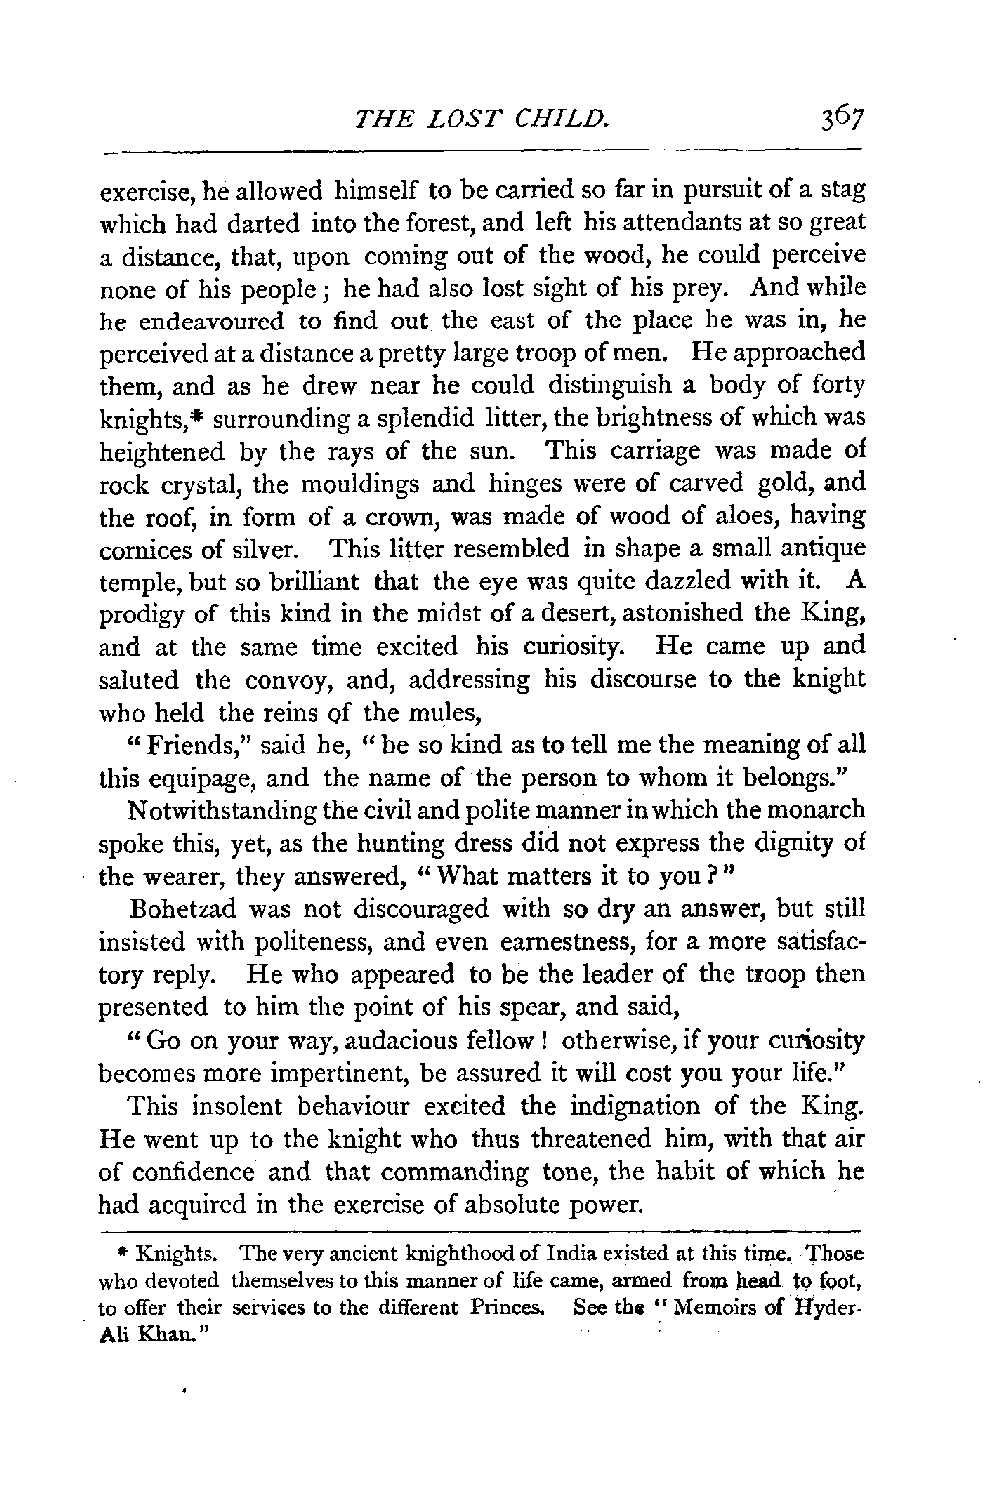 THE LOST CHILD. 367
exercise, he allowed himself to be carried so far in pursuit of a stag
which had darted into the forest, and left his attendants at so great
a distance, that, upon coming out of the wood, he could perceive
none of his people; he had also lost sight of his prey. And while
he endeavoured to find out the east of the place he was in, he
perceived at a distance a pretty large troop of men. He approached
them, and as he drew near he could distinguish a body of forty
knights,* surrounding a splendid litter, the brightness of which was
heightened by the rays of the sun. This carriage was made of
rock crystal, the mouldings and hinges were of carved gold, and
the roof, in form of a crown, was made of wood of aloes, having
cornices of silver. This litter resembled in shape a small antique
temple, but so brilliant that the eye was quite dazzled with it. A
prodigy of this kind in the midst of a desert, astonished the King,
and at the same time excited his curiosity. He came up and
saluted the convoy, and, addressing his discourse to the knight
who held the reins of the mules,
"Friends," said he, "be so kind as to tell me the meaning of all
this equipage, and the name of the person to whom it belongs."
Notwithstanding the civil and polite manner in which the monarch
spoke this, yet, as the hunting dress did not express the dignity of
the wearer, they answered, "What matters it to you?"
Bohetzad was not discouraged with so dry an answer, but still
insisted with politeness, and even earnestness, for a more satisfac-
tory reply. He who appeared to be the leader of the troop then
presented to him the point of his spear, and said,
"Go on your way, audacious fellow! otherwise, if your curiosity
becomes more impertinent, be assured it will cost you your life."
This insolent behaviour excited the indignation of the King.
He went up to the knight who thus threatened him, with that air
of confidence and that commanding tone, the habit of which he
had acquired in the exercise of absolute power.
* Knights. The very ancient knighthood of India existed at this time. Those
who devoted themselves to this manner of life came, armed from head to foot,
to offer their services to the different Princes. See the "Memoirs of Hyder-
Ali Khan."